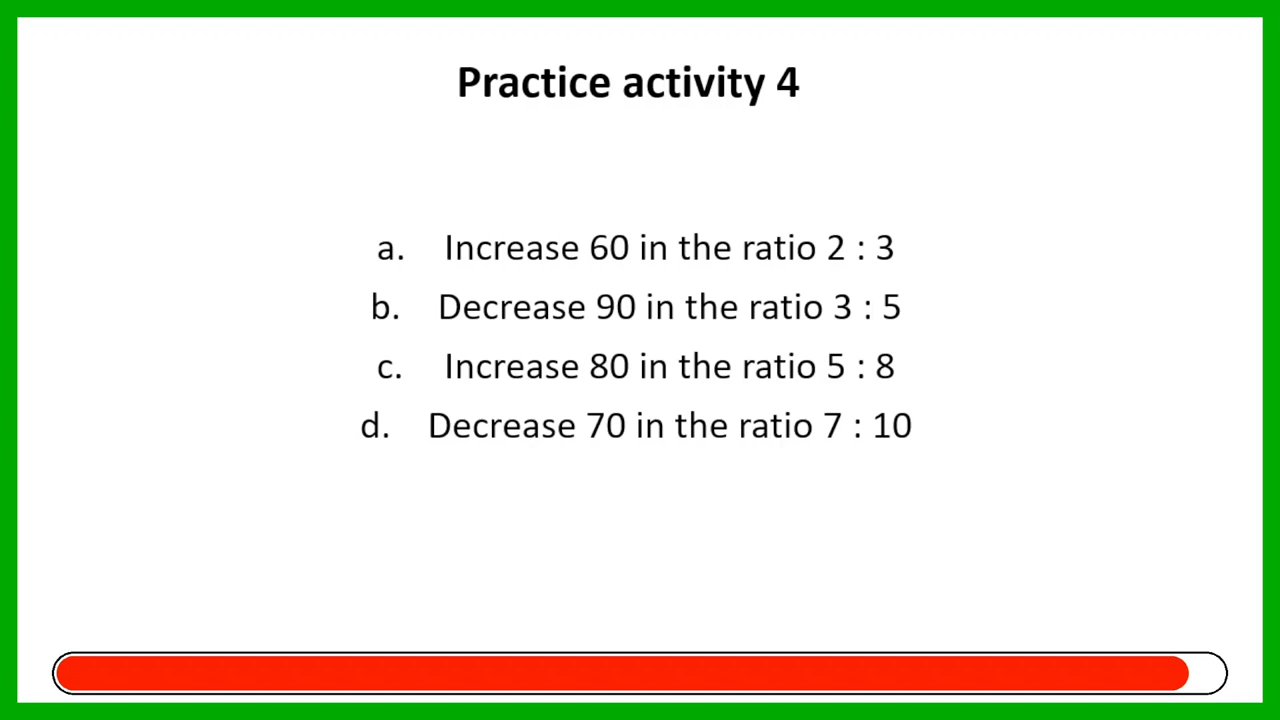 Practice activity 4
a. Increase 60 in the ratio 2 : 3
b. Decrease 90 in the ratio 3 : 5
c. Increase 80 in the ratio 5 : 8
d. Decrease 70 in the ratio 7 : 10